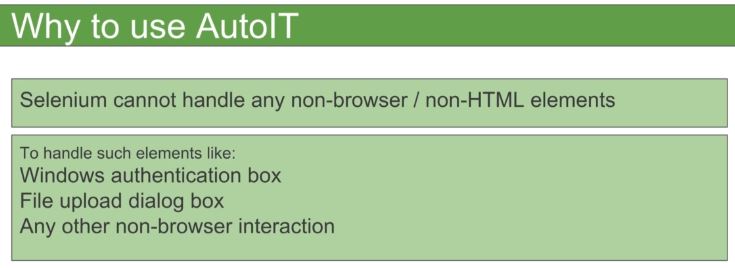 Why to use AutoIT
Selenium cannot handle any non-browser / non-HTML elements
To handle such elements like:
Windows authentication box
File upload dialog box
Any other non-browser interaction